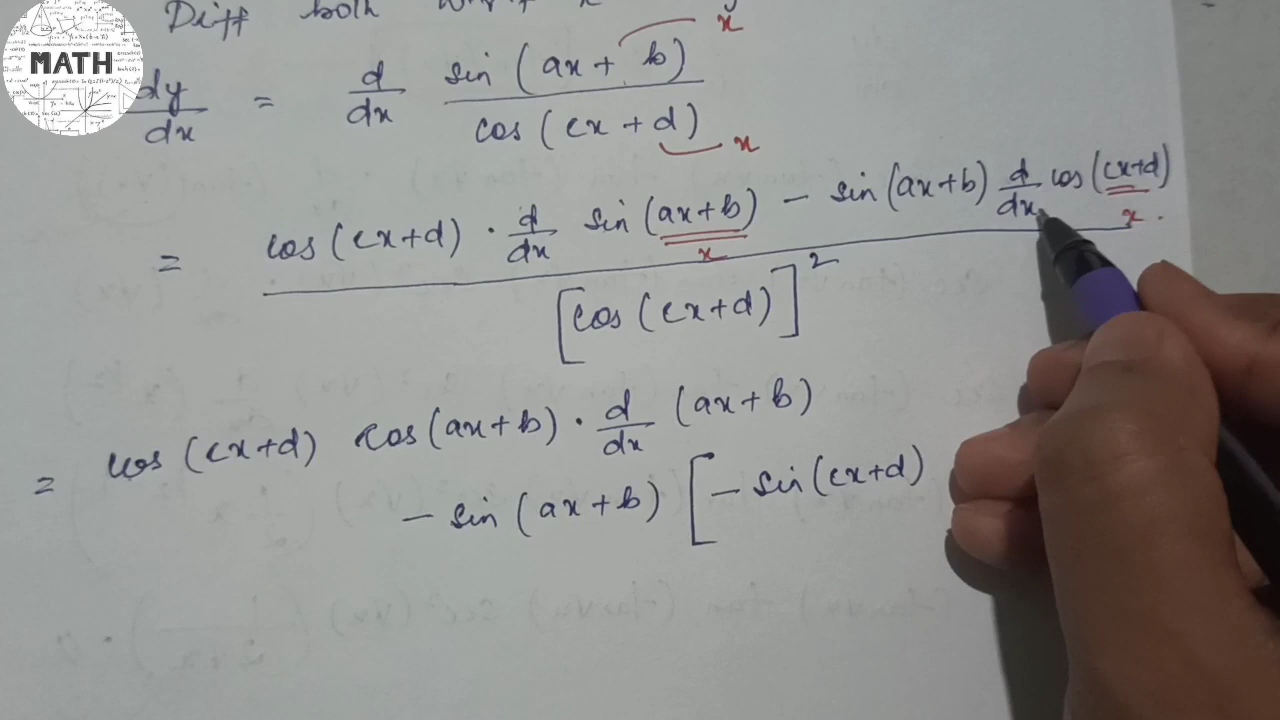 Diff both w.r.t x
MATH
dy/dx = d/dx sin (ax + b) / cos (cx + d)
x
x
= cos (cx+d) · d/dx sin (ax+b) − sin (ax+b) d/dx cos (cx+d) / [cos (cx+d)]²
x
x.
= cos (cx+d) cos (ax+b) · d/dx (ax+b)
− sin (ax+b) [− sin (cx+d)